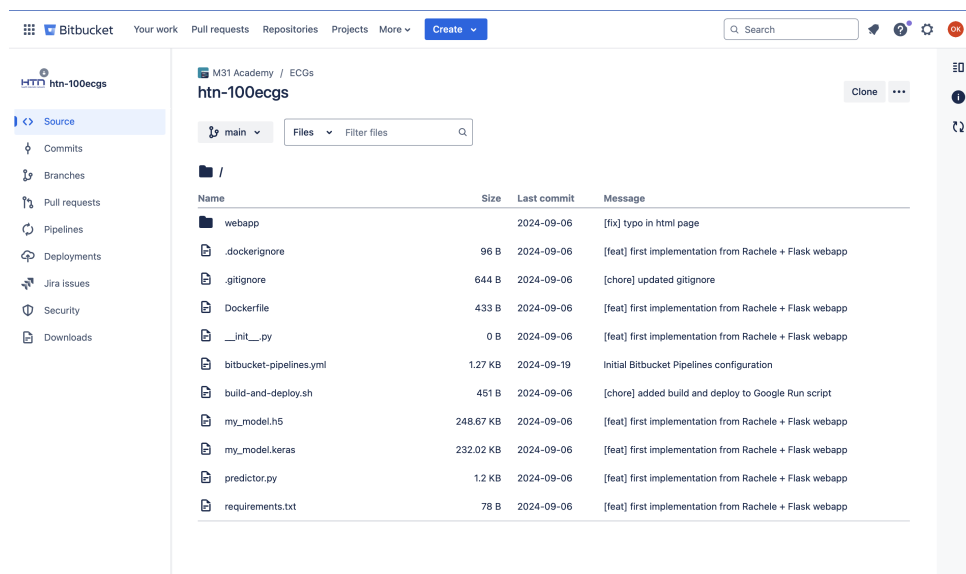 Bitbucket Your work Pull requests Repositories Projects More Create Search OK
HTN htn-100ecgs
M31 Academy / ECGs
htn-100ecgs
Clone
Source
Commits
Branches
Pull requests
Pipelines
Deployments
Jira issues
Security
Downloads
main Files Filter files
/
Name Size Last commit Message
webapp 2024-09-06 [fix] typo in html page
.dockerignore 96 B 2024-09-06 [feat] first implementation from Rachele + Flask webapp
.gitignore 644 B 2024-09-06 [chore] updated gitignore
Dockerfile 433 B 2024-09-06 [feat] first implementation from Rachele + Flask webapp
__init__.py 0 B 2024-09-06 [feat] first implementation from Rachele + Flask webapp
bitbucket-pipelines.yml 1.27 KB 2024-09-19 Initial Bitbucket Pipelines configuration
build-and-deploy.sh 451 B 2024-09-06 [chore] added build and deploy to Google Run script
my_model.h5 248.67 KB 2024-09-06 [feat] first implementation from Rachele + Flask webapp
my_model.keras 232.02 KB 2024-09-06 [feat] first implementation from Rachele + Flask webapp
predictor.py 1.2 KB 2024-09-06 [feat] first implementation from Rachele + Flask webapp
requirements.txt 78 B 2024-09-06 [feat] first implementation from Rachele + Flask webapp